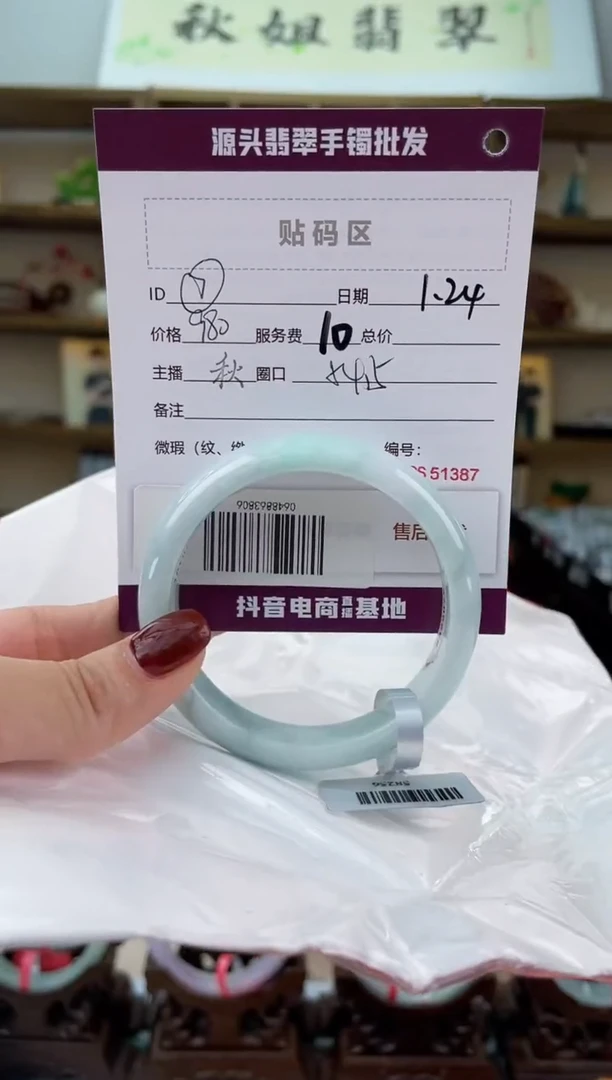 秋姐翡翠
源头翡翠手镯批发
贴码区
ID 日期 1.24
价格 980 服务费 10 总价
主播 秋 圈口
备注
微瑕（纹、 编号：
51387
0648863806
售后
抖音电商直播基地